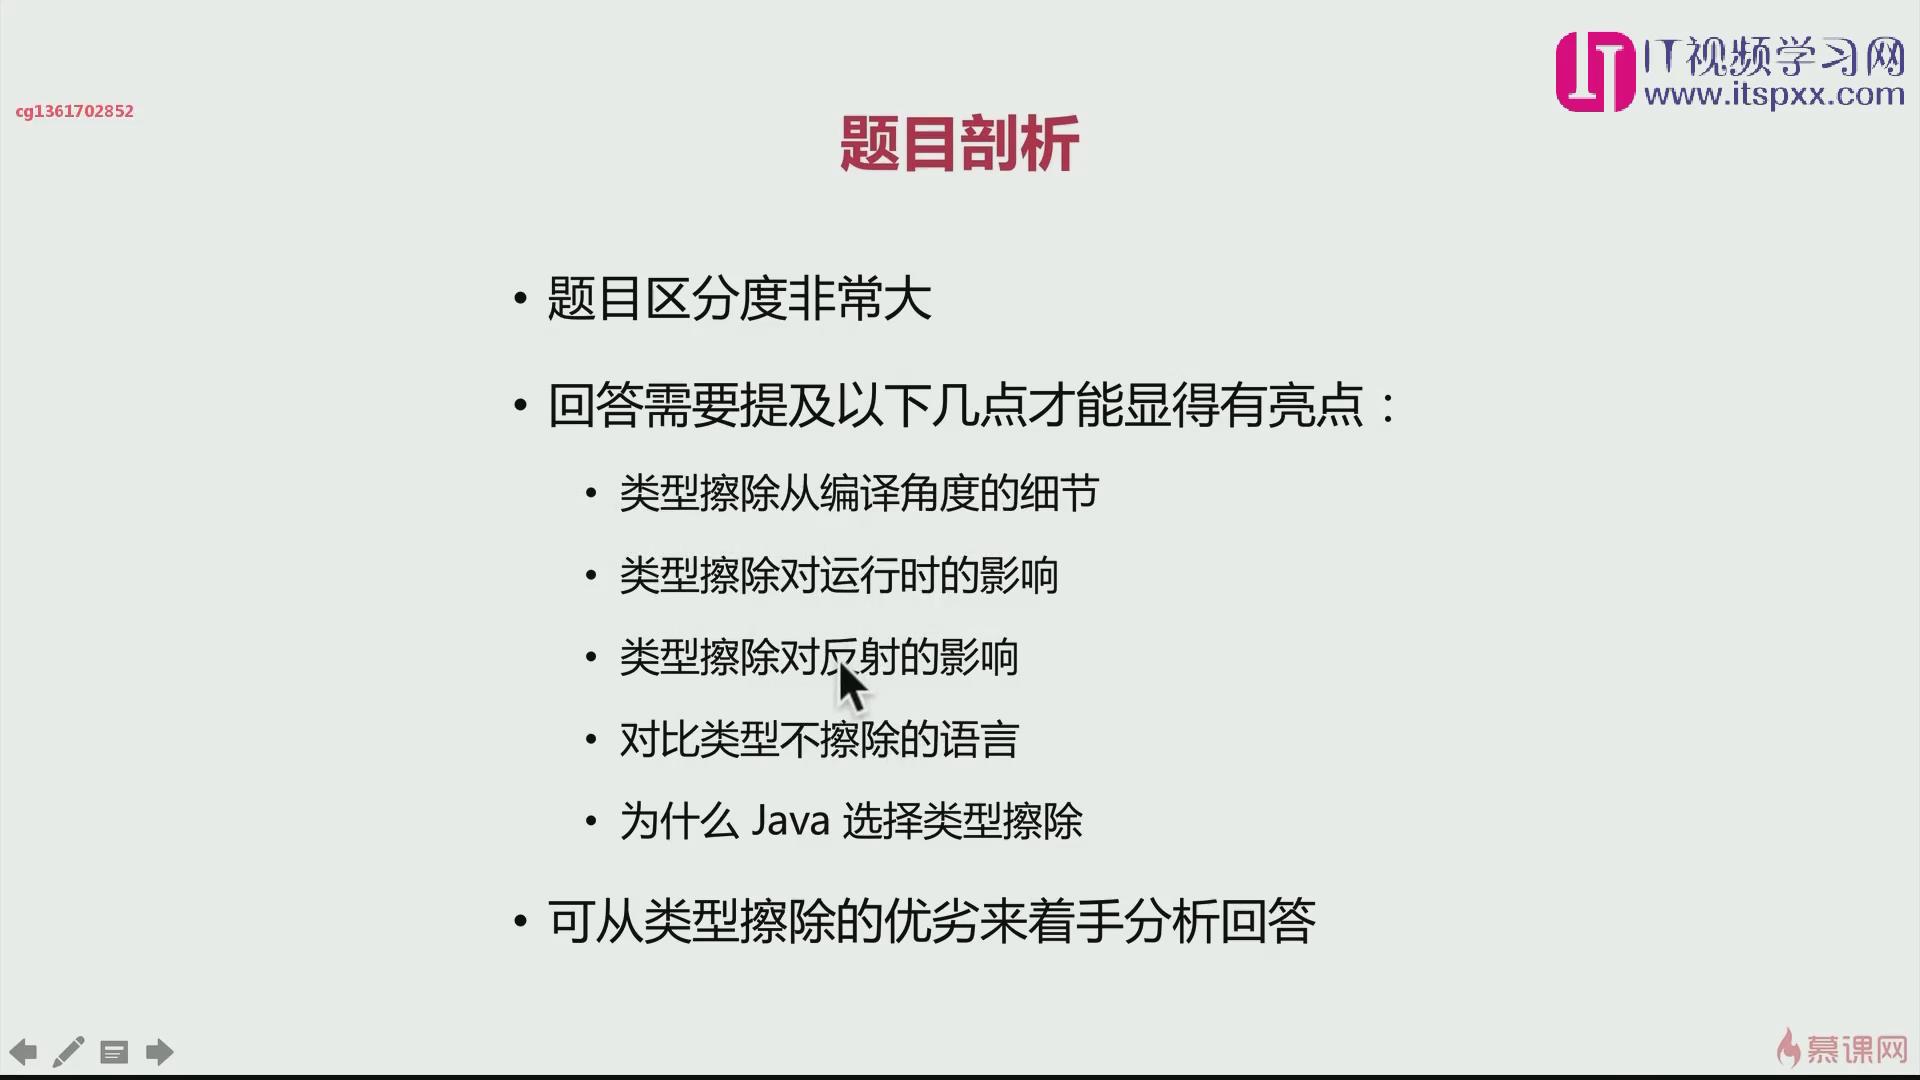 IT视频学习网
www.itspxx.com
cg1361702852
题目剖析
• 题目区分度非常大
• 回答需要提及以下几点才能显得有亮点：
• 类型擦除从编译角度的细节
• 类型擦除对运行时的影响
• 类型擦除对反射的影响
• 对比类型不擦除的语言
• 为什么 Java 选择类型擦除
• 可从类型擦除的优劣来着手分析回答
慕课网